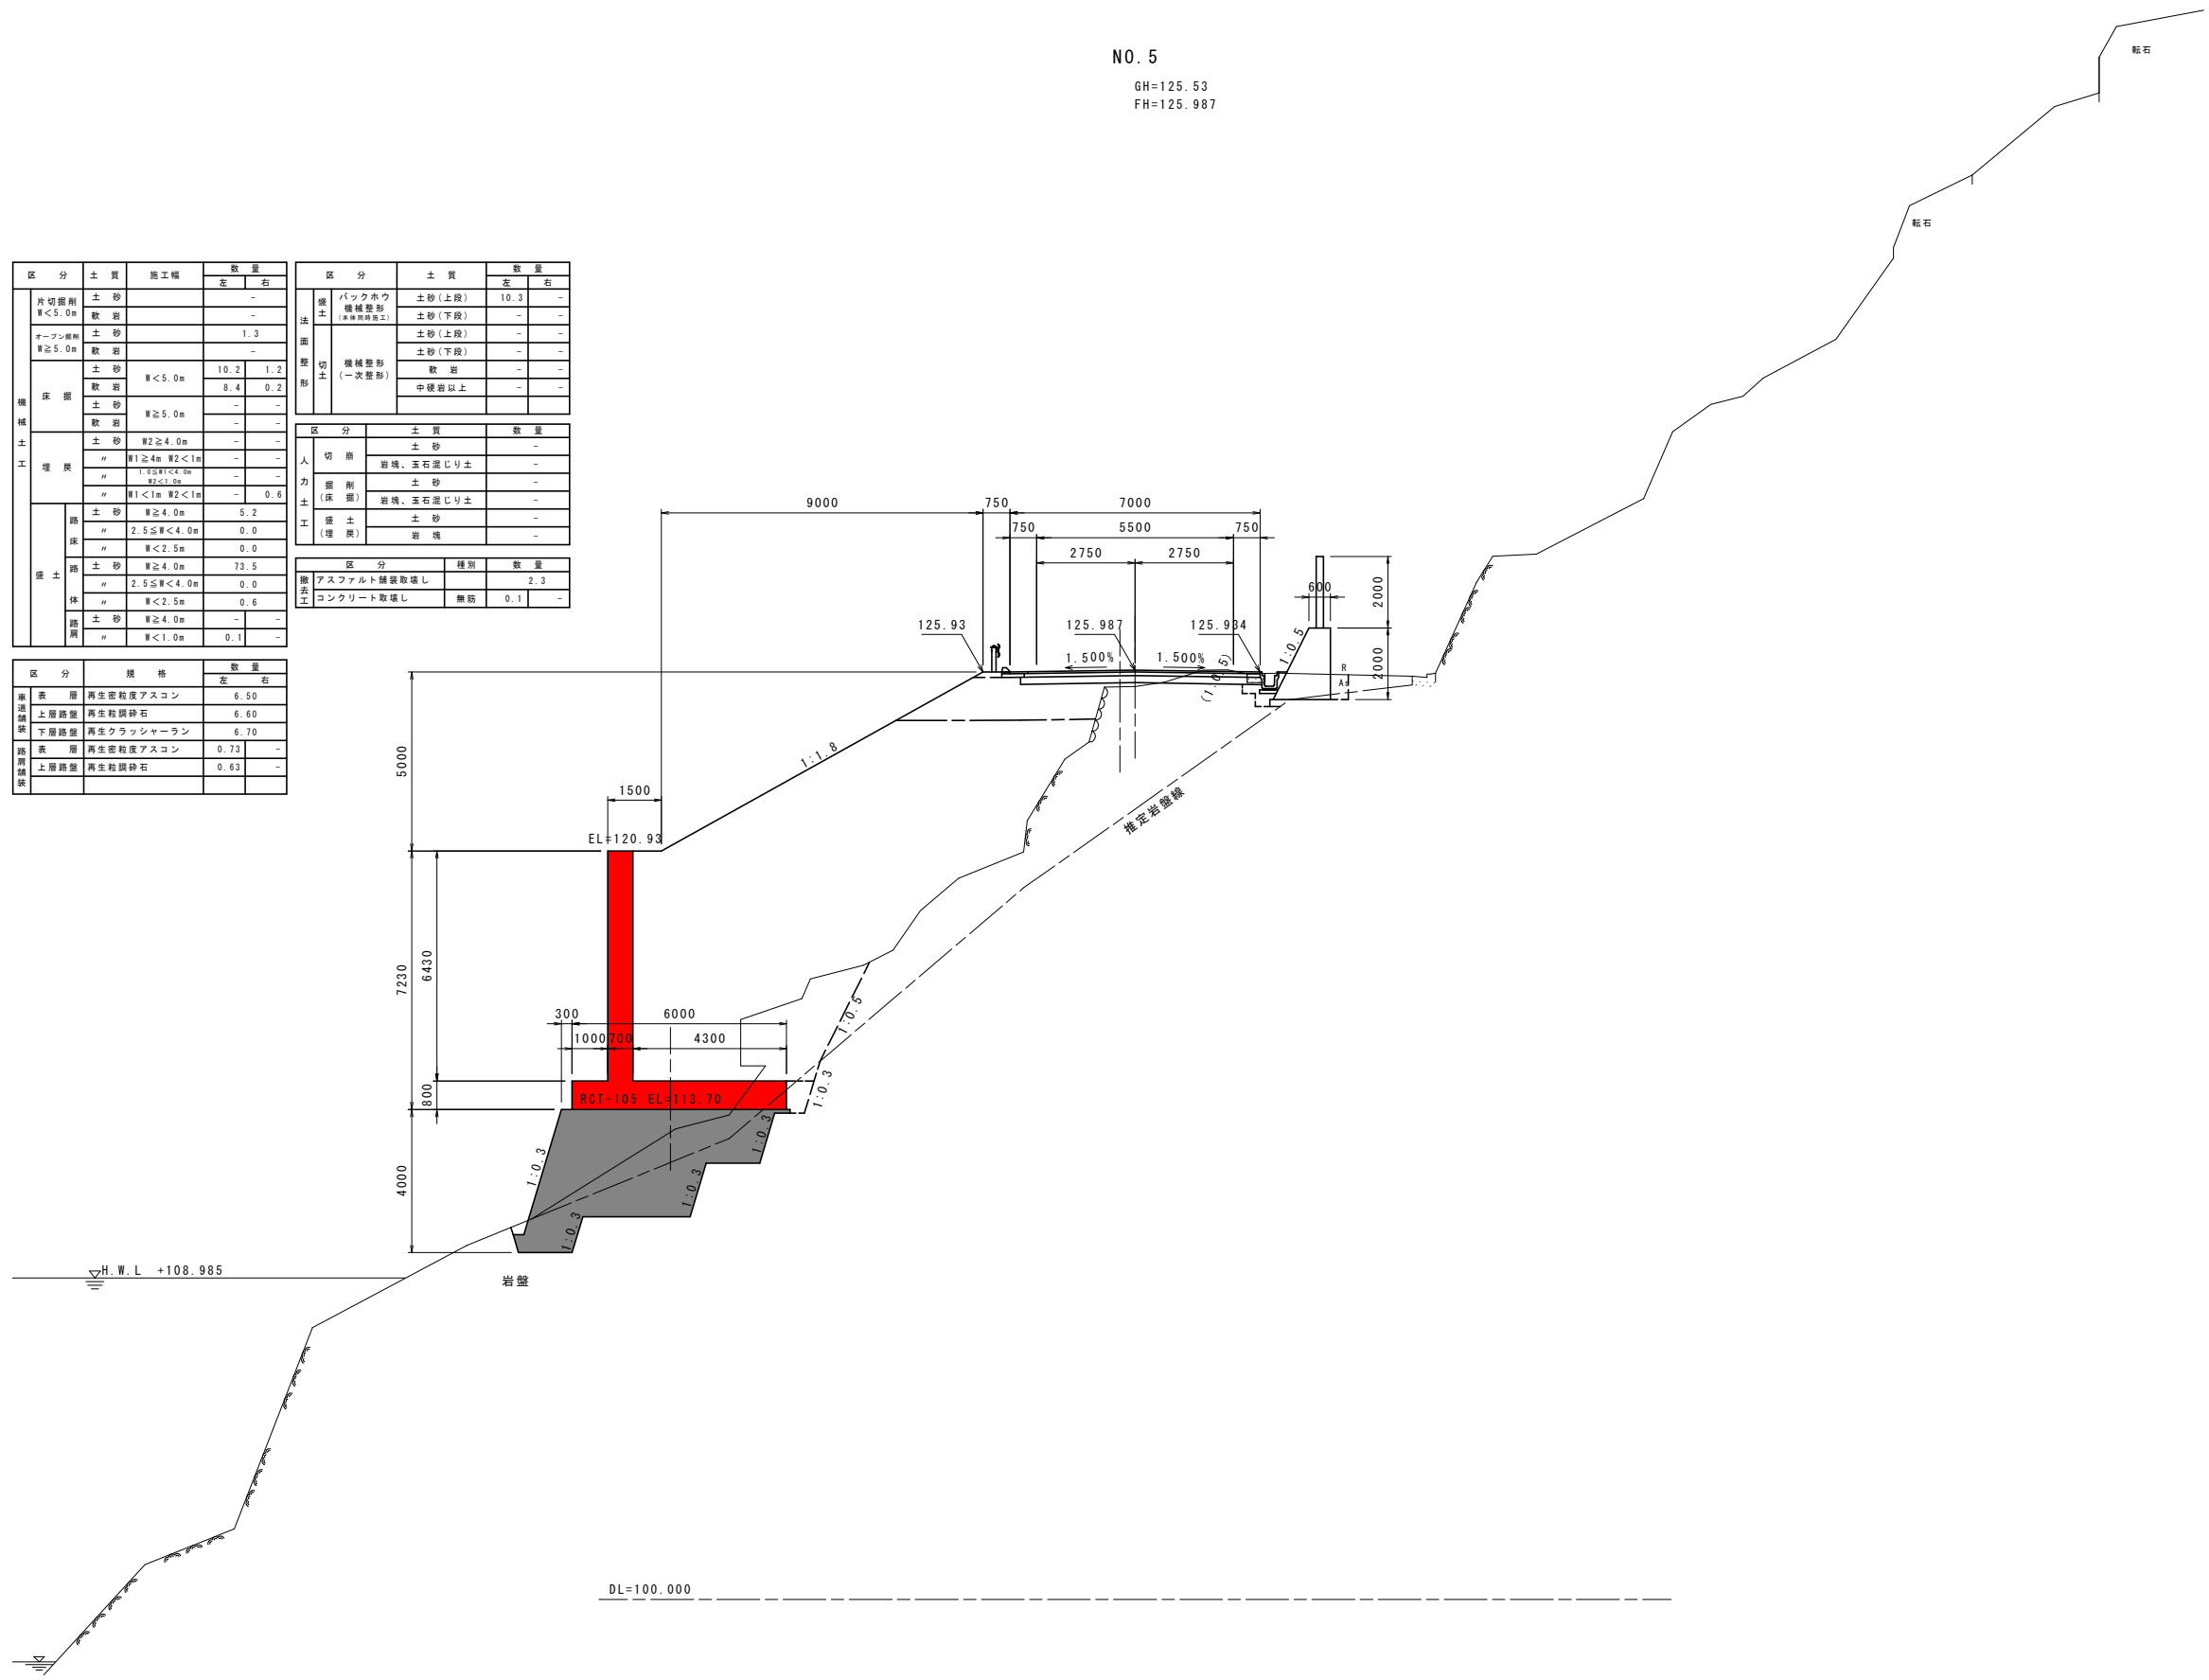 NO.5
GH=125.53
FH=125.987
転石
転石
区 分 土 質 施工幅 数 量
左 右
機械土工
片切掘削 W<5.0m 土 砂 -
軟 岩 -
オープン掘削 W≧5.0m 土 砂 1.3
軟 岩 -
床 掘 土 砂 W<5.0m 10.2 1.2
軟 岩 8.4 0.2
土 砂 W≧5.0m - -
軟 岩 - -
埋 戻 土 砂 W2≧4.0m - -
〃 W1≧4m W2<1m - -
〃 1.0≦W1<4.0m W2<1.0m - -
〃 W1<1m W2<1m - 0.6
盛 土 路床 土 砂 W≧4.0m 5.2
〃 2.5≦W<4.0m 0.0
〃 W<2.5m 0.0
路体 土 砂 W≧4.0m 73.5
〃 2.5≦W<4.0m 0.0
〃 W<2.5m 0.6
路肩 土 砂 W≧4.0m - -
〃 W<1.0m 0.1 -
区 分 規 格 数 量
左 右
車道舗装 表 層 再生密粒度アスコン 6.50
上層路盤 再生粒調砕石 6.60
下層路盤 再生クラッシャーラン 6.70
路肩舗装 表 層 再生密粒度アスコン 0.73 -
上層路盤 再生粒調砕石 0.63 -
区 分 土 質 数 量
左 右
法面整形
盛土 バックホウ 機械整形 (本体同時施工) 土砂(上段) 10.3 -
土砂(下段) - -
切土 機械整形 (一次整形) 土砂(上段) - -
土砂(下段) - -
軟 岩 - -
中硬岩以上 - -
区 分 土 質 数 量
人力土工
切 崩 土 砂 -
岩塊、玉石混じり土 -
掘 削 (床 掘) 土 砂 -
岩塊、玉石混じり土 -
盛 土 (埋 戻) 土 砂 -
岩 塊 -
区 分 種別 数 量
撤去工 アスファルト舗装取壊し 2.3
コンクリート取壊し 無筋 0.1 -
9000
750
7000
750
5500
750
2750
2750
600
2000
2000
125.93
125.987
125.934
1.500%
1.500%
(1:0.5)
1:0.5
R
As
5000
1:1.8
1500
EL=120.93
推定岩盤線
7230
6430
300
6000
1000
700
4300
1:0.5
1:0.3
800
RCT-105 EL=113.70
4000
1:0.3
1:0.3
1:0.3
1:0.3
H.W.L +108.985
岩盤
DL=100.000